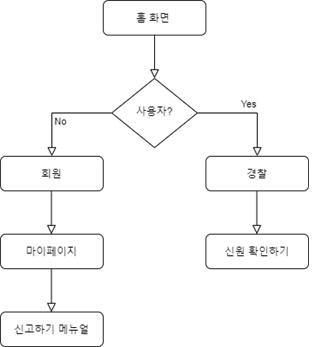 홈 화면
사용자?
No
Yes
회원
경찰
마이페이지
신원 확인하기
신고하기 메뉴얼